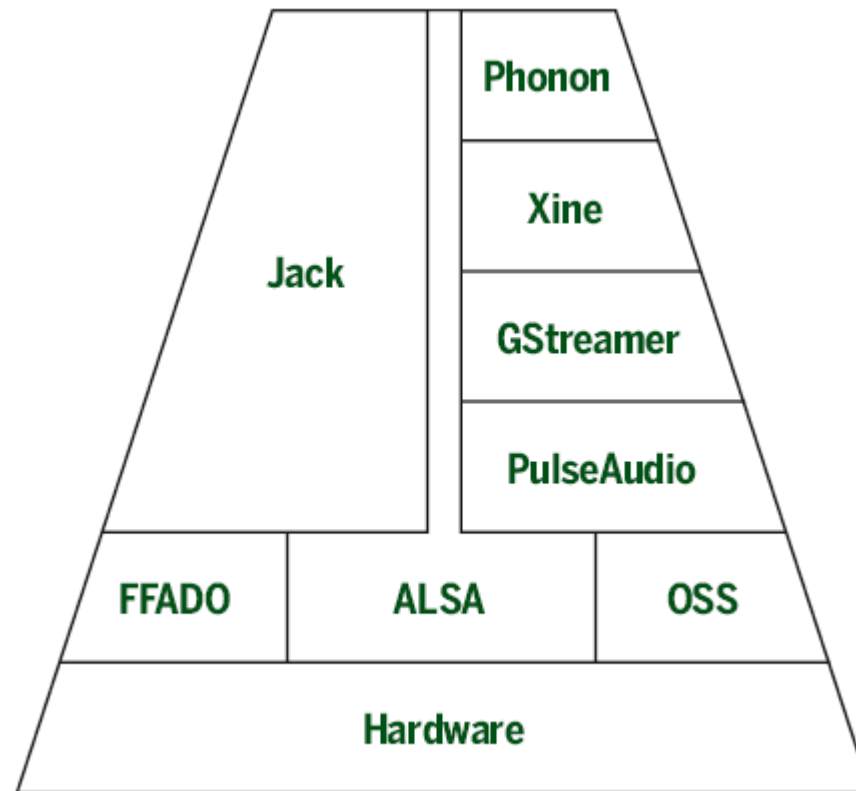 Phonon
Xine
Jack
GStreamer
PulseAudio
FFADO
ALSA
OSS
Hardware